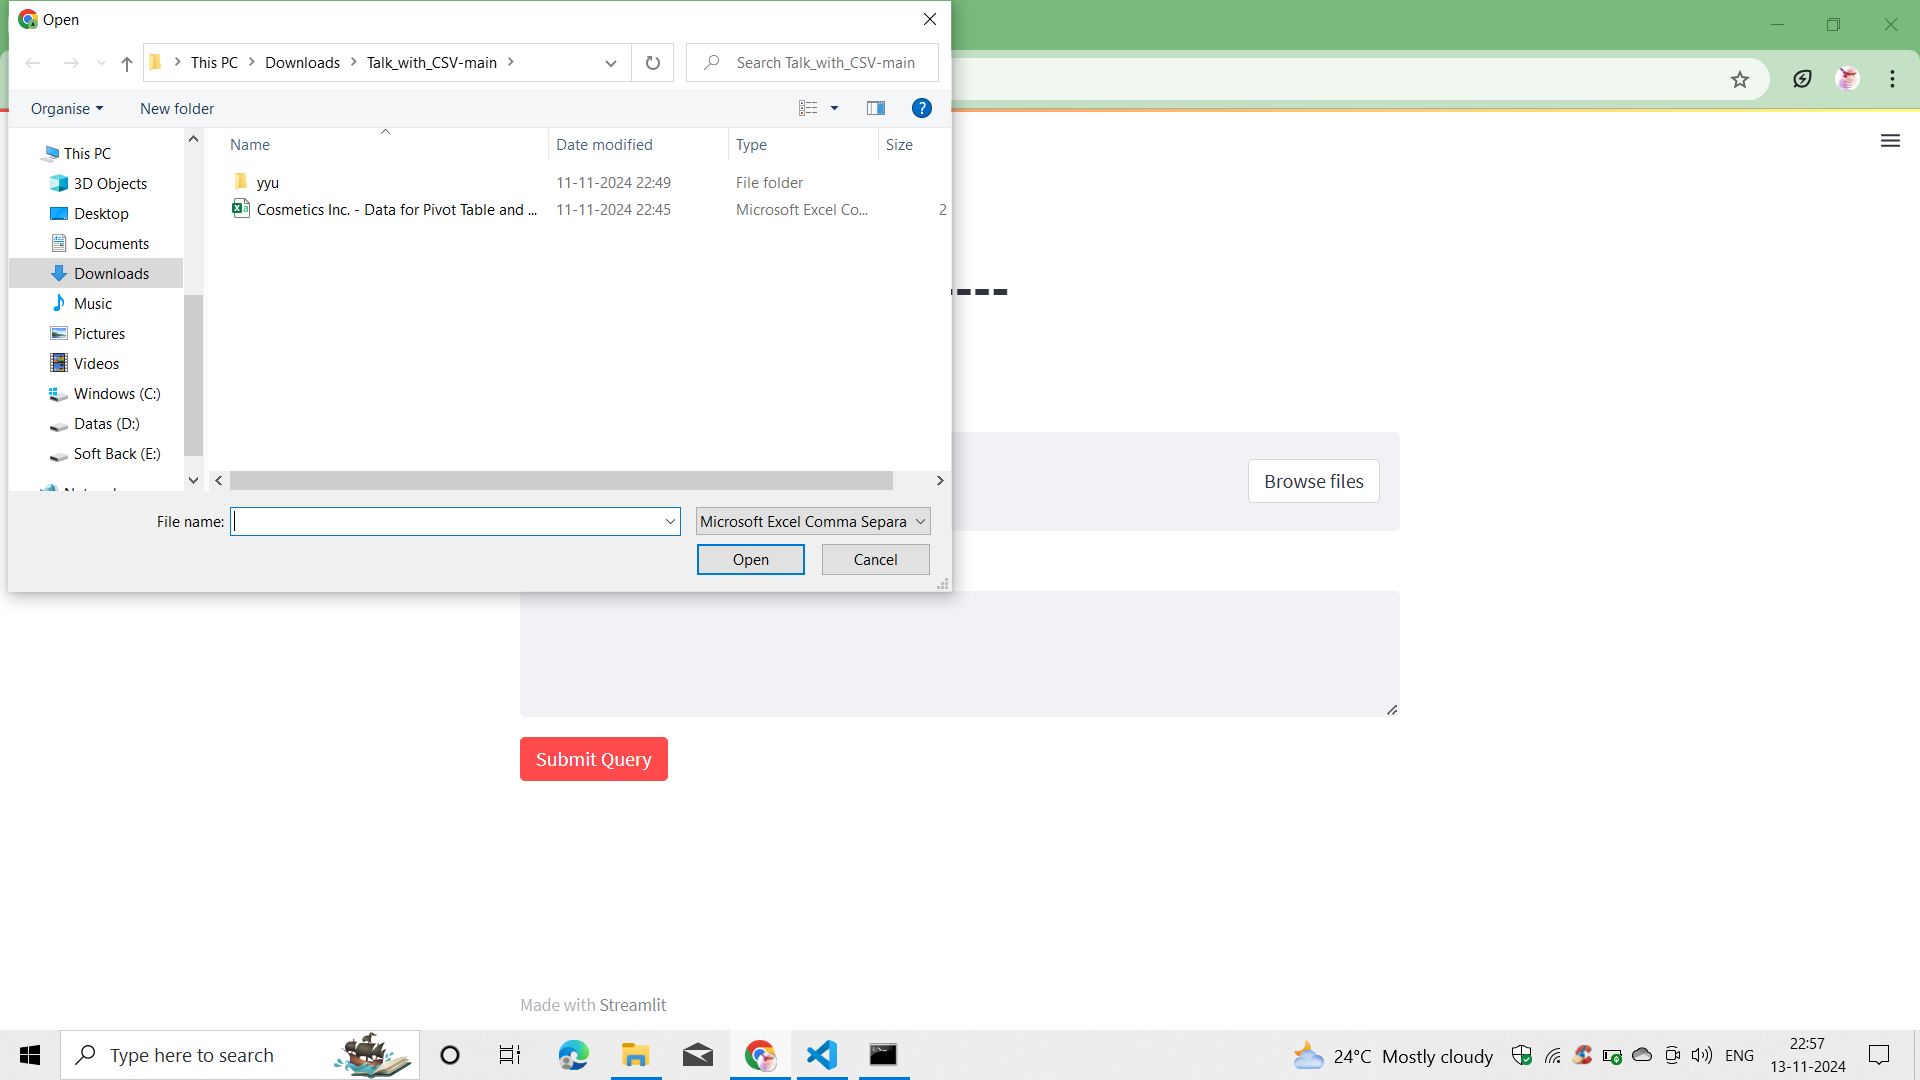 Open
This PC
Downloads
Talk_with_CSV-main
Search Talk_with_CSV-main
Organise
New folder
Name
Date modified
Type
Size
This PC
3D Objects
Desktop
Documents
Downloads
Music
Pictures
Videos
Windows (C:)
Datas (D:)
Soft Back (E:)
yyu
11-11-2024 22:49
File folder
Cosmetics Inc. - Data for Pivot Table and ...
11-11-2024 22:45
Microsoft Excel Co...
2
File name:
Microsoft Excel Comma Separa
Open
Cancel
----
Browse files
Submit Query
Made with Streamlit
Type here to search
24°C Mostly cloudy
ENG
22:57
13-11-2024